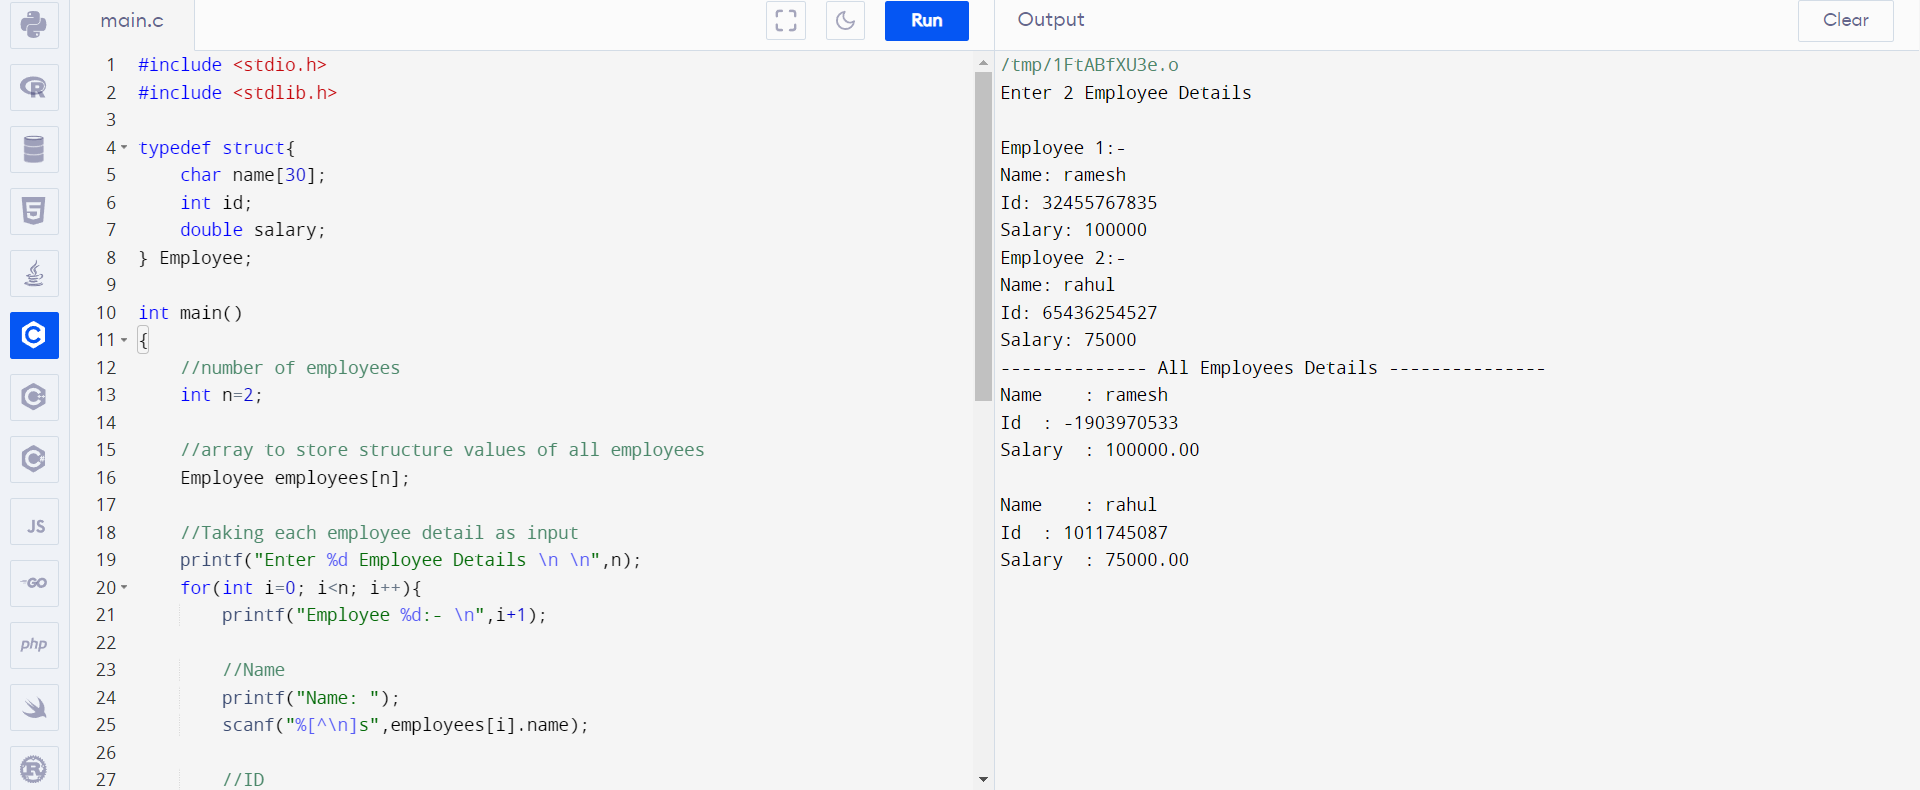 main.c
Run
Output
Clear
1 #include <stdio.h>
2 #include <stdlib.h>
3
4 typedef struct{
5     char name[30];
6     int id;
7     double salary;
8 } Employee;
9
10 int main()
11 {
12     //number of employees
13     int n=2;
14
15     //array to store structure values of all employees
16     Employee employees[n];
17
18     //Taking each employee detail as input
19     printf("Enter %d Employee Details \n \n",n);
20     for(int i=0; i<n; i++){
21         printf("Employee %d:- \n",i+1);
22
23         //Name
24         printf("Name: ");
25         scanf("%[^\n]s",employees[i].name);
26
27         //ID
/tmp/1FtABfXU3e.o
Enter 2 Employee Details
Employee 1:-
Name: ramesh
Id: 32455767835
Salary: 100000
Employee 2:-
Name: rahul
Id: 65436254527
Salary: 75000
-------------- All Employees Details ---------------
Name    : ramesh
Id  : -1903970533
Salary  : 100000.00
Name    : rahul
Id  : 1011745087
Salary  : 75000.00
R
5
C
C
C
JS
GO
php
R